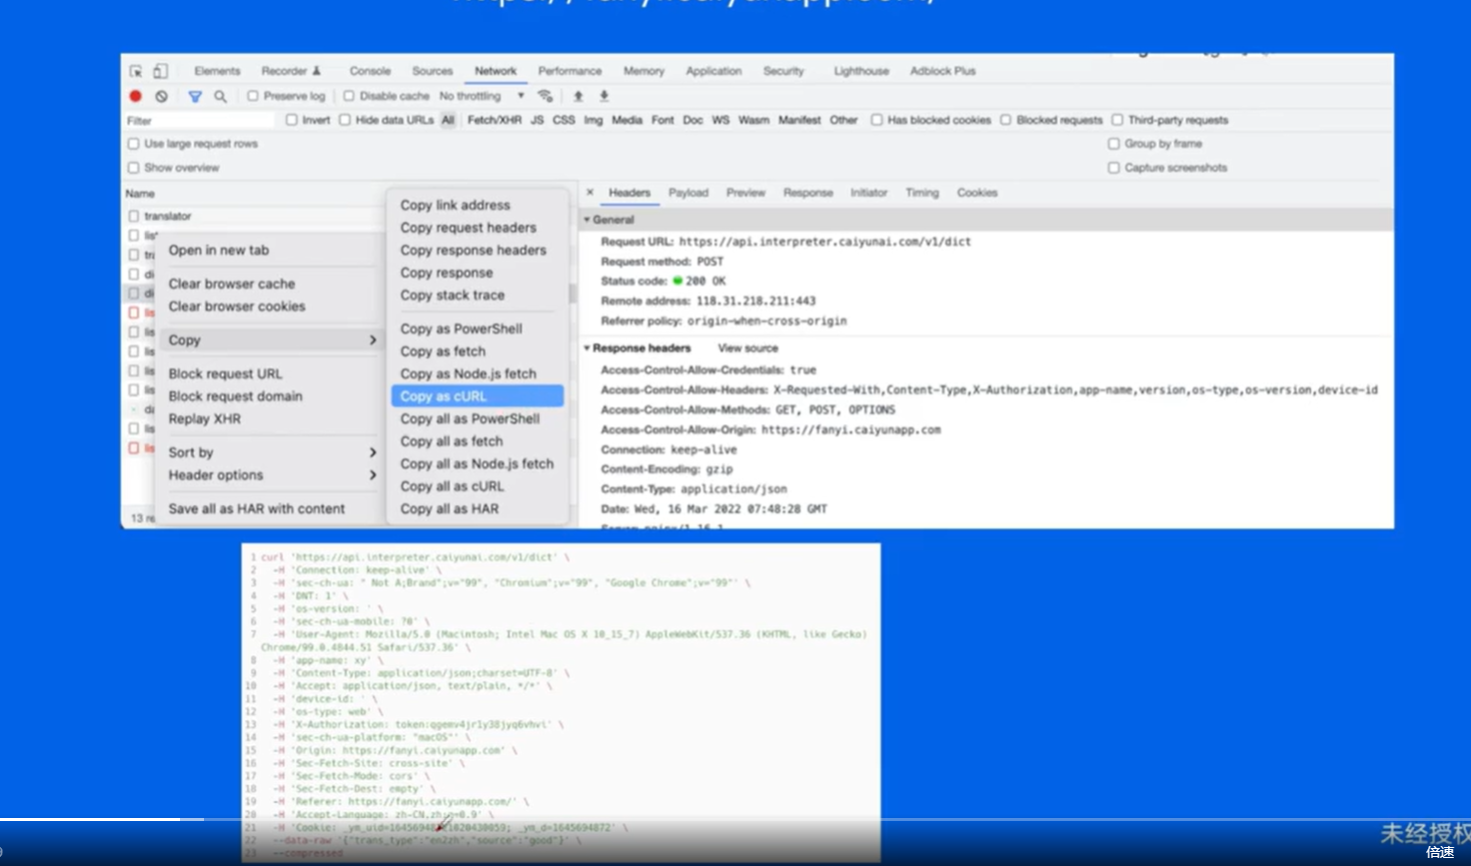 Elements Recorder Console Sources Network Performance Memory Application Security Lighthouse Adblock Plus
Preserve log Disable cache No throttling
Filter Invert Hide data URLs All Fetch/XHR JS CSS Img Media Font Doc WS Wasm Manifest Other Has blocked cookies Blocked requests Third-party requests
Use large request rows Group by frame
Show overview Capture screenshots
Name
translator
Open in new tab
Clear browser cache
Clear browser cookies
Copy
Block request URL
Block request domain
Replay XHR
Sort by
Header options
Save all as HAR with content
Copy link address
Copy request headers
Copy response headers
Copy response
Copy stack trace
Copy as PowerShell
Copy as fetch
Copy as Node.js fetch
Copy as cURL
Copy all as PowerShell
Copy all as fetch
Copy all as Node.js fetch
Copy all as cURL
Copy all as HAR
× Headers Payload Preview Response Initiator Timing Cookies
General
Request URL: https://api.interpreter.caiyunai.com/v1/dict
Request method: POST
Status code: 200 OK
Remote address: 118.31.218.211:443
Referrer policy: origin-when-cross-origin
Response headers View source
Access-Control-Allow-Credentials: true
Access-Control-Allow-Headers: X-Requested-With,Content-Type,X-Authorization,app-name,version,os-type,os-version,device-id
Access-Control-Allow-Methods: GET, POST, OPTIONS
Access-Control-Allow-Origin: https://fanyi.caiyunapp.com
Connection: keep-alive
Content-Encoding: gzip
Content-Type: application/json
Date: Wed, 16 Mar 2022 07:48:28 GMT
1 curl 'https://api.interpreter.caiyunai.com/v1/dict' \
2 -H 'Connection: keep-alive' \
3 -H 'sec-ch-ua: " Not A;Brand";v="99", "Chromium";v="99", "Google Chrome";v="99"' \
4 -H 'DNT: 1' \
5 -H 'os-version: ' \
6 -H 'sec-ch-ua-mobile: ?0' \
7 -H 'User-Agent: Mozilla/5.0 (Macintosh; Intel Mac OS X 10_15_7) AppleWebKit/537.36 (KHTML, like Gecko)
Chrome/99.0.4844.51 Safari/537.36' \
8 -H 'app-name: xy' \
9 -H 'Content-Type: application/json;charset=UTF-8' \
10 -H 'Accept: application/json, text/plain, */*' \
11 -H 'device-id: ' \
12 -H 'os-type: web' \
13 -H 'X-Authorization: token:qgemv4jr1y38jyq6vhvi' \
14 -H 'sec-ch-ua-platform: "macOS"' \
15 -H 'Origin: https://fanyi.caiyunapp.com' \
16 -H 'Sec-Fetch-Site: cross-site' \
17 -H 'Sec-Fetch-Mode: cors' \
18 -H 'Sec-Fetch-Dest: empty' \
19 -H 'Referer: https://fanyi.caiyunapp.com/' \
20 -H 'Accept-Language: zh-CN,zh;q=0.9' \
21 -H 'Cookie: _ym_d=1645694872' \
22 --data-raw '{"trans_type":"en2zh","source":"good"}' \
23 --compressed
未经授权
倍速